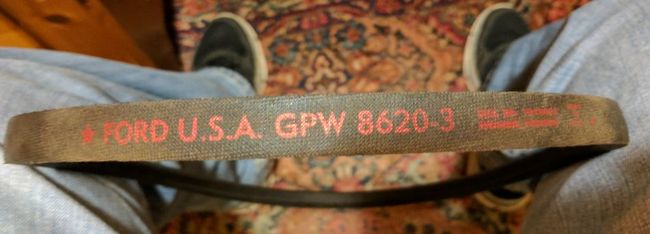 ★ FORD U.S.A. GPW 8620-3